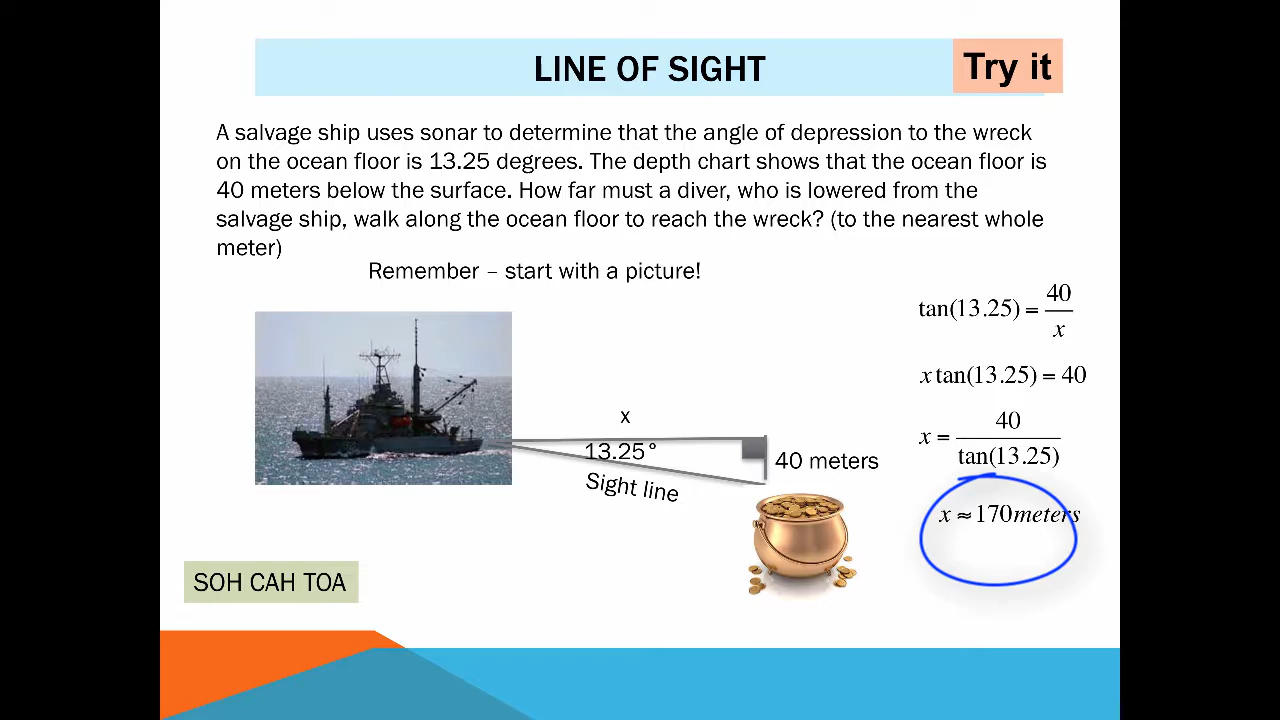 LINE OF SIGHT
Try it
A salvage ship uses sonar to determine that the angle of depression to the wreck
on the ocean floor is 13.25 degrees. The depth chart shows that the ocean floor is
40 meters below the surface. How far must a diver, who is lowered from the
salvage ship, walk along the ocean floor to reach the wreck? (to the nearest whole
meter)
Remember – start with a picture!
tan(13.25) = 40/x
x tan(13.25) = 40
x = 40/tan(13.25)
x ≈ 170 meters
x
13.25°
40 meters
Sight line
SOH CAH TOA